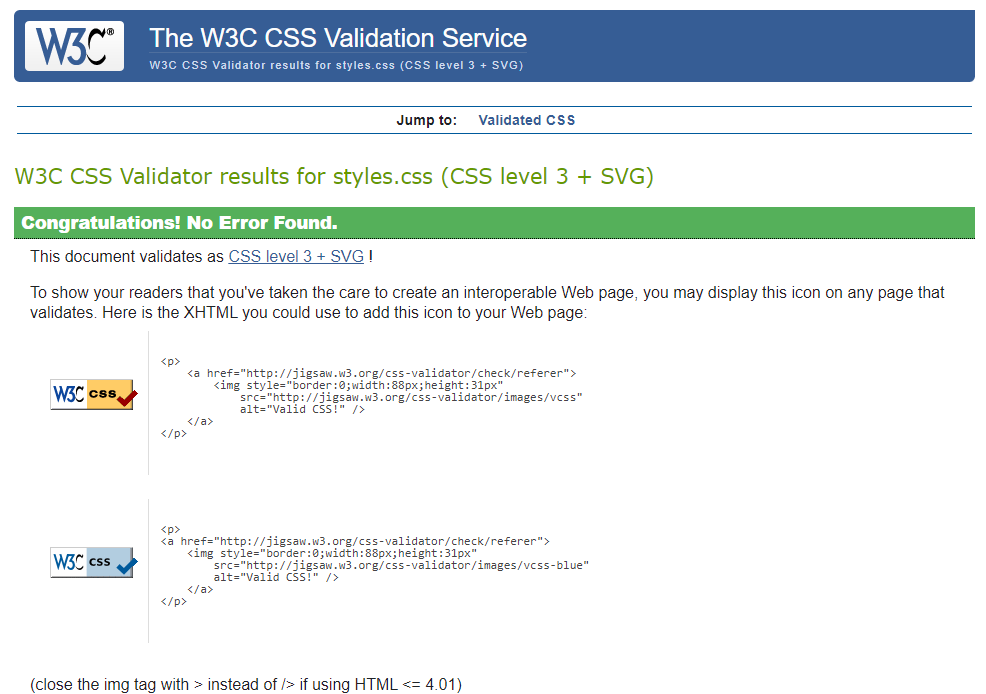 W3C®
The W3C CSS Validation Service
W3C CSS Validator results for styles.css (CSS level 3 + SVG)
Jump to: Validated CSS
W3C CSS Validator results for styles.css (CSS level 3 + SVG)
Congratulations! No Error Found.
This document validates as CSS level 3 + SVG !
To show your readers that you've taken the care to create an interoperable Web page, you may display this icon on any page that
validates. Here is the XHTML you could use to add this icon to your Web page:
W3C css
<p>
    <a href="http://jigsaw.w3.org/css-validator/check/referer">
        <img style="border:0;width:88px;height:31px"
            src="http://jigsaw.w3.org/css-validator/images/vcss"
            alt="Valid CSS!" />
    </a>
</p>
W3C css
<p>
<a href="http://jigsaw.w3.org/css-validator/check/referer">
    <img style="border:0;width:88px;height:31px"
        src="http://jigsaw.w3.org/css-validator/images/vcss-blue"
        alt="Valid CSS!" />
    </a>
</p>
(close the img tag with > instead of /> if using HTML <= 4.01)